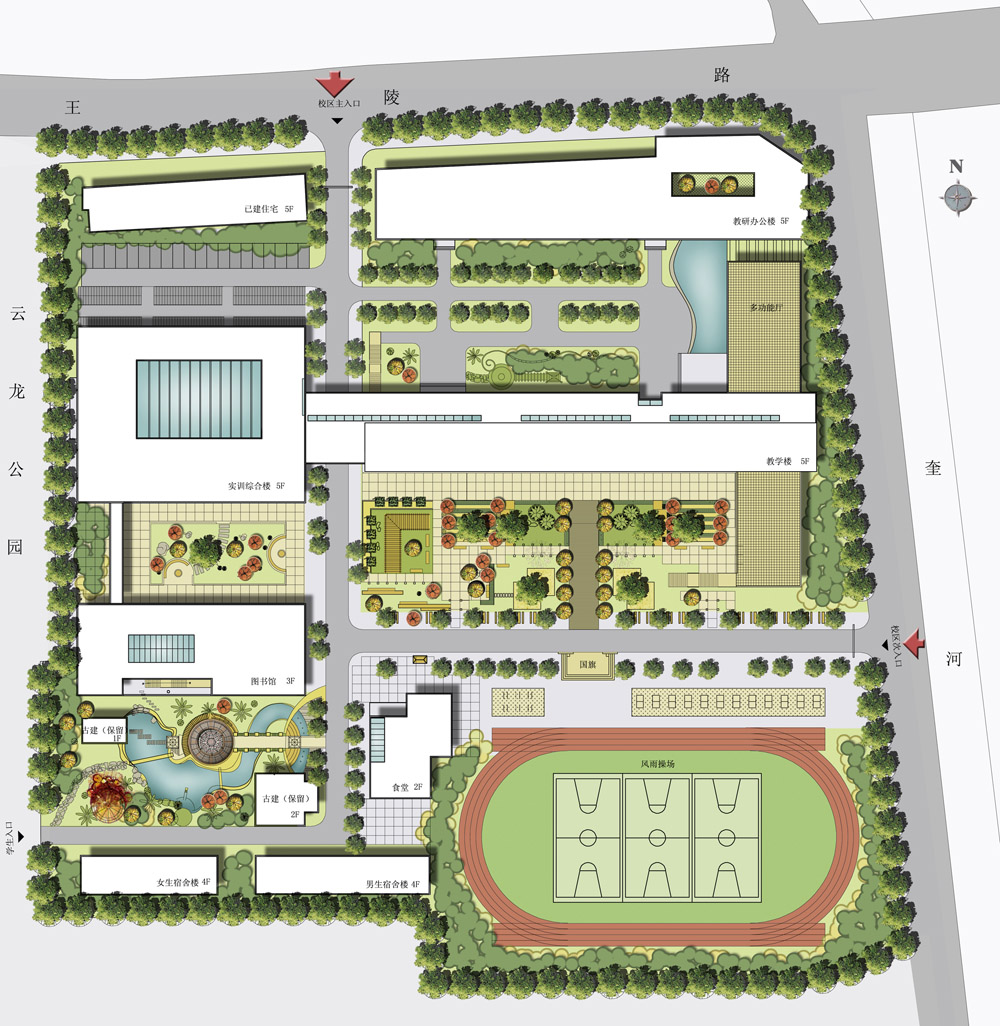 路
王
陵
校区主入口
N
已建住宅 5F
教研办公楼 5F
云龙公园
多功能厅
教学楼 5F
奎河
实训综合楼 5F
校区次入口
国旗
图书馆 3F
古建（保留）
1F
风雨操场
食堂 2F
古建（保留）
2F
学生入口
女生宿舍楼 4F
男生宿舍楼 4F